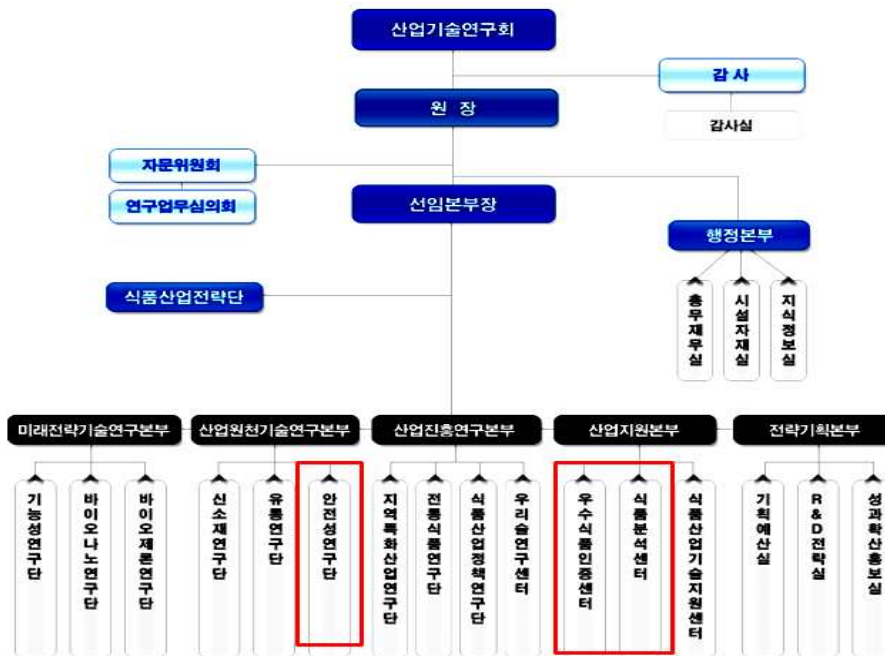 산업기술연구회
감 사
원 장
감사실
자문위원회
연구업무심의회
선임본부장
행정본부
식품산업전략단
총무재무실
시설자재실
지식정보실
미래전략기술연구본부
산업원천기술연구본부
산업진흥연구본부
산업지원본부
전략기획본부
기능성연구단
바이오나노연구단
바이오제론연구단
신소재연구단
유통연구단
안전성연구단
지역특화산업연구단
전통식품연구단
식품산업정책연구단
우리술연구센터
우수식품인증센터
식품분석센터
식품산업기술지원센터
기획예산실
R&D전략실
성과확산홍보실